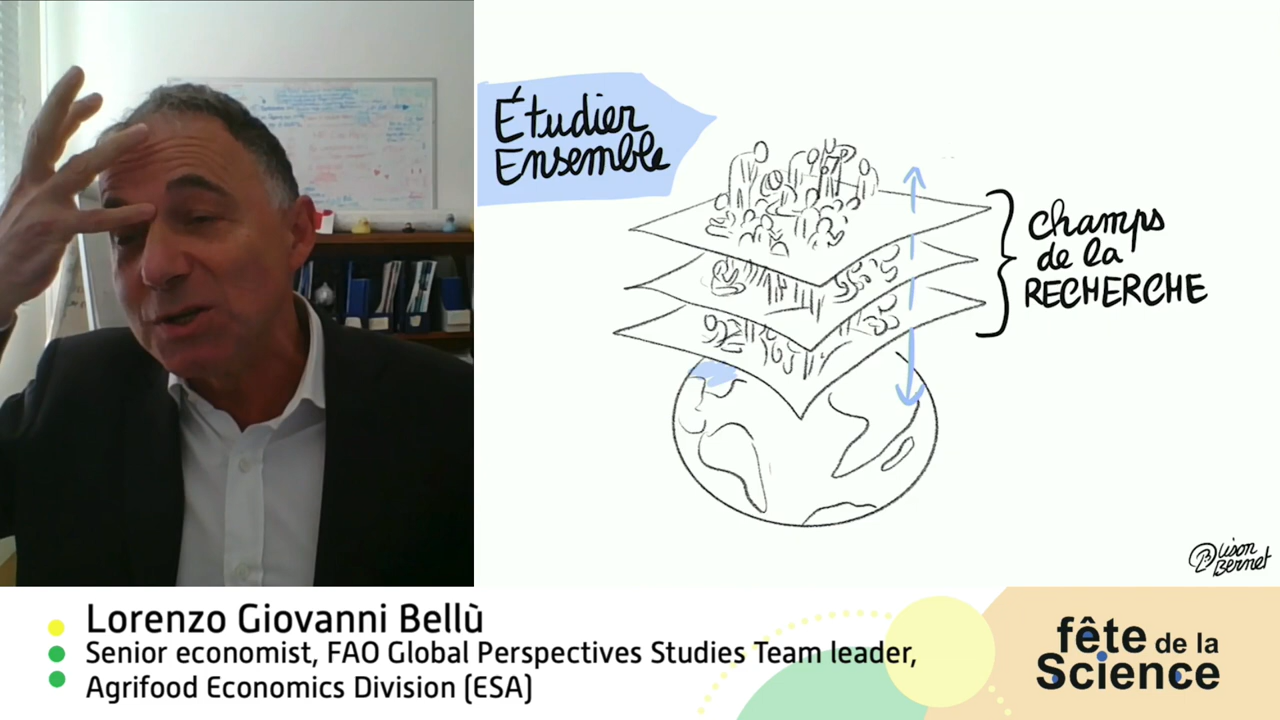 Étudier
Ensemble
champs
de la
RECHERCHE
Alison
Bernet
Lorenzo Giovanni Bellù
Senior economist, FAO Global Perspectives Studies Team leader,
Agrifood Economics Division (ESA)
fête de la
Science